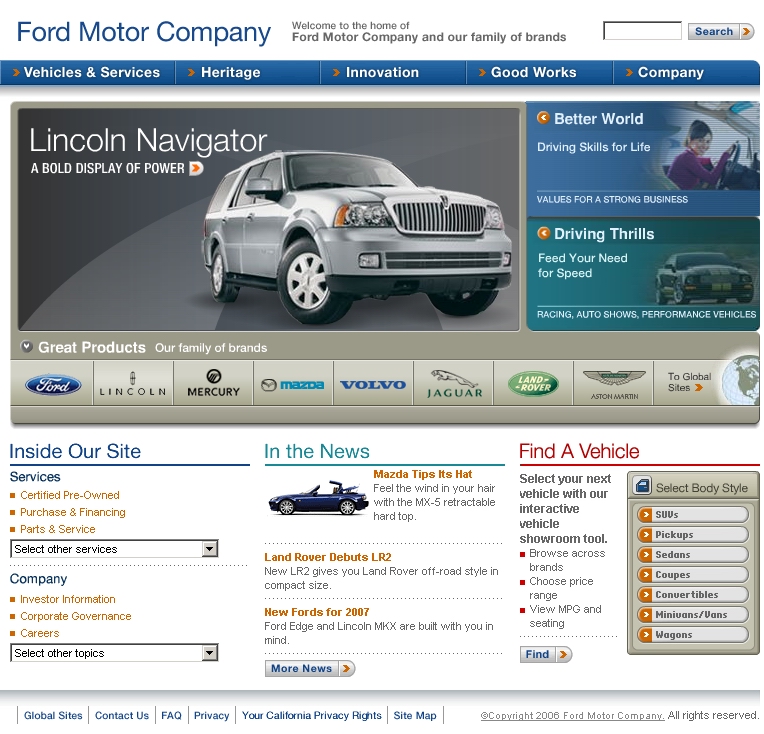 Ford Motor Company
Welcome to the home of
Ford Motor Company and our family of brands
Search
Vehicles & Services
Heritage
Innovation
Good Works
Company
Lincoln Navigator
A BOLD DISPLAY OF POWER
Better World
Driving Skills for Life
VALUES FOR A STRONG BUSINESS
Driving Thrills
Feed Your Need
for Speed
RACING, AUTO SHOWS, PERFORMANCE VEHICLES
Great Products Our family of brands
Ford
LINCOLN
MERCURY
mazda
VOLVO
JAGUAR
LAND-
ROVER
ASTON MARTIN
To Global
Sites
Inside Our Site
Services
Certified Pre-Owned
Purchase & Financing
Parts & Service
Select other services
Company
Investor Information
Corporate Governance
Careers
Select other topics
In the News
Mazda Tips Its Hat
Feel the wind in your hair
with the MX-5 retractable
hard top.
Land Rover Debuts LR2
New LR2 gives you Land Rover off-road style in
compact size.
New Fords for 2007
Ford Edge and Lincoln MKX are built with you in
mind.
More News
Find A Vehicle
Select your next
vehicle with our
interactive
vehicle
showroom tool.
Browse across
brands
Choose price
range
View MPG and
seating
Find
Select Body Style
SUVs
Pickups
Sedans
Coupes
Convertibles
Minivans/Vans
Wagons
Global Sites
Contact Us
FAQ
Privacy
Your California Privacy Rights
Site Map
©Copyright 2006 Ford Motor Company. All rights reserved.